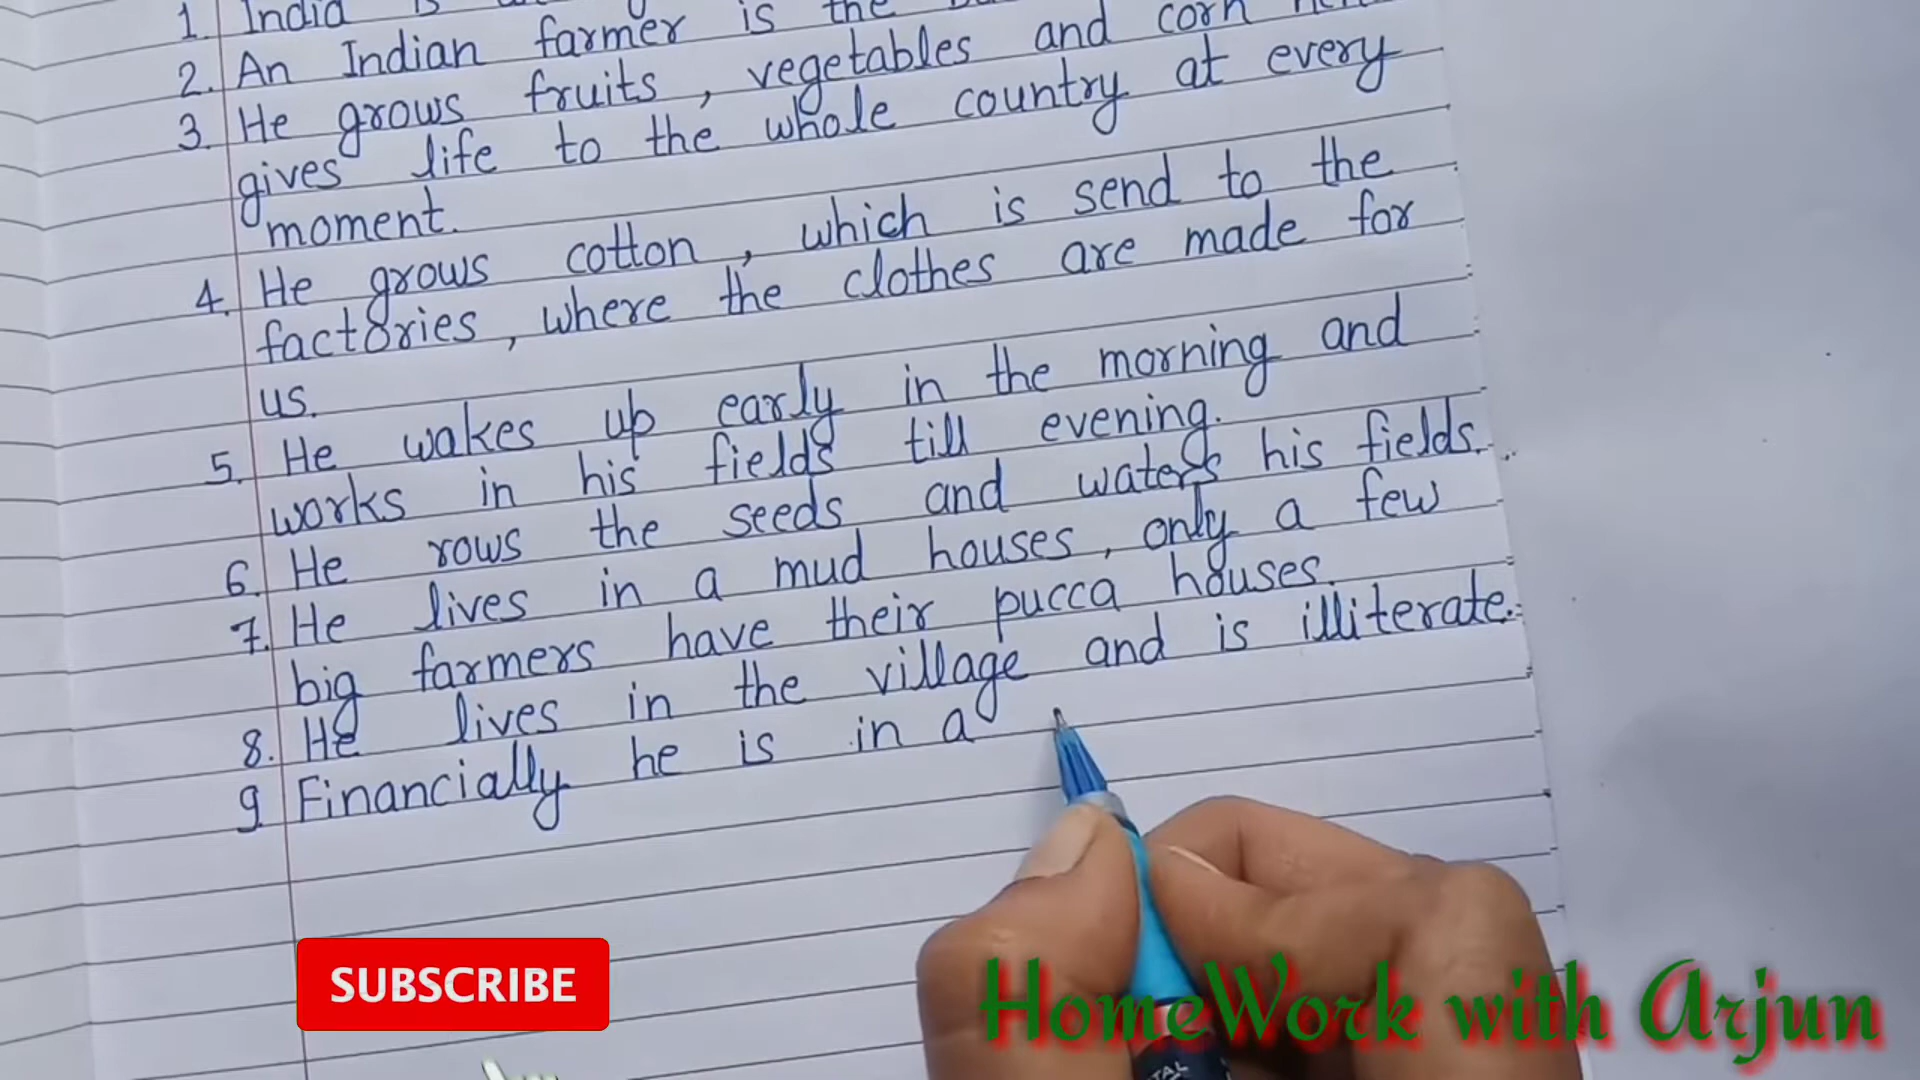 1. India is
2. An Indian farmer is the
3. He grows fruits, vegetables and corn
gives life to the whole country at every
moment.
4. He grows cotton, which is send to the
factories, where the clothes are made for
us.
5. He wakes up early in the morning and
works in his fields till evening.
6. He rows the seeds and waters his fields.
7. He lives in a mud houses, only a few
big farmers have their pucca houses.
8. He lives in the village and is illiterate.
9 Financially he is in a
SUBSCRIBE
HomeWork with Arjun